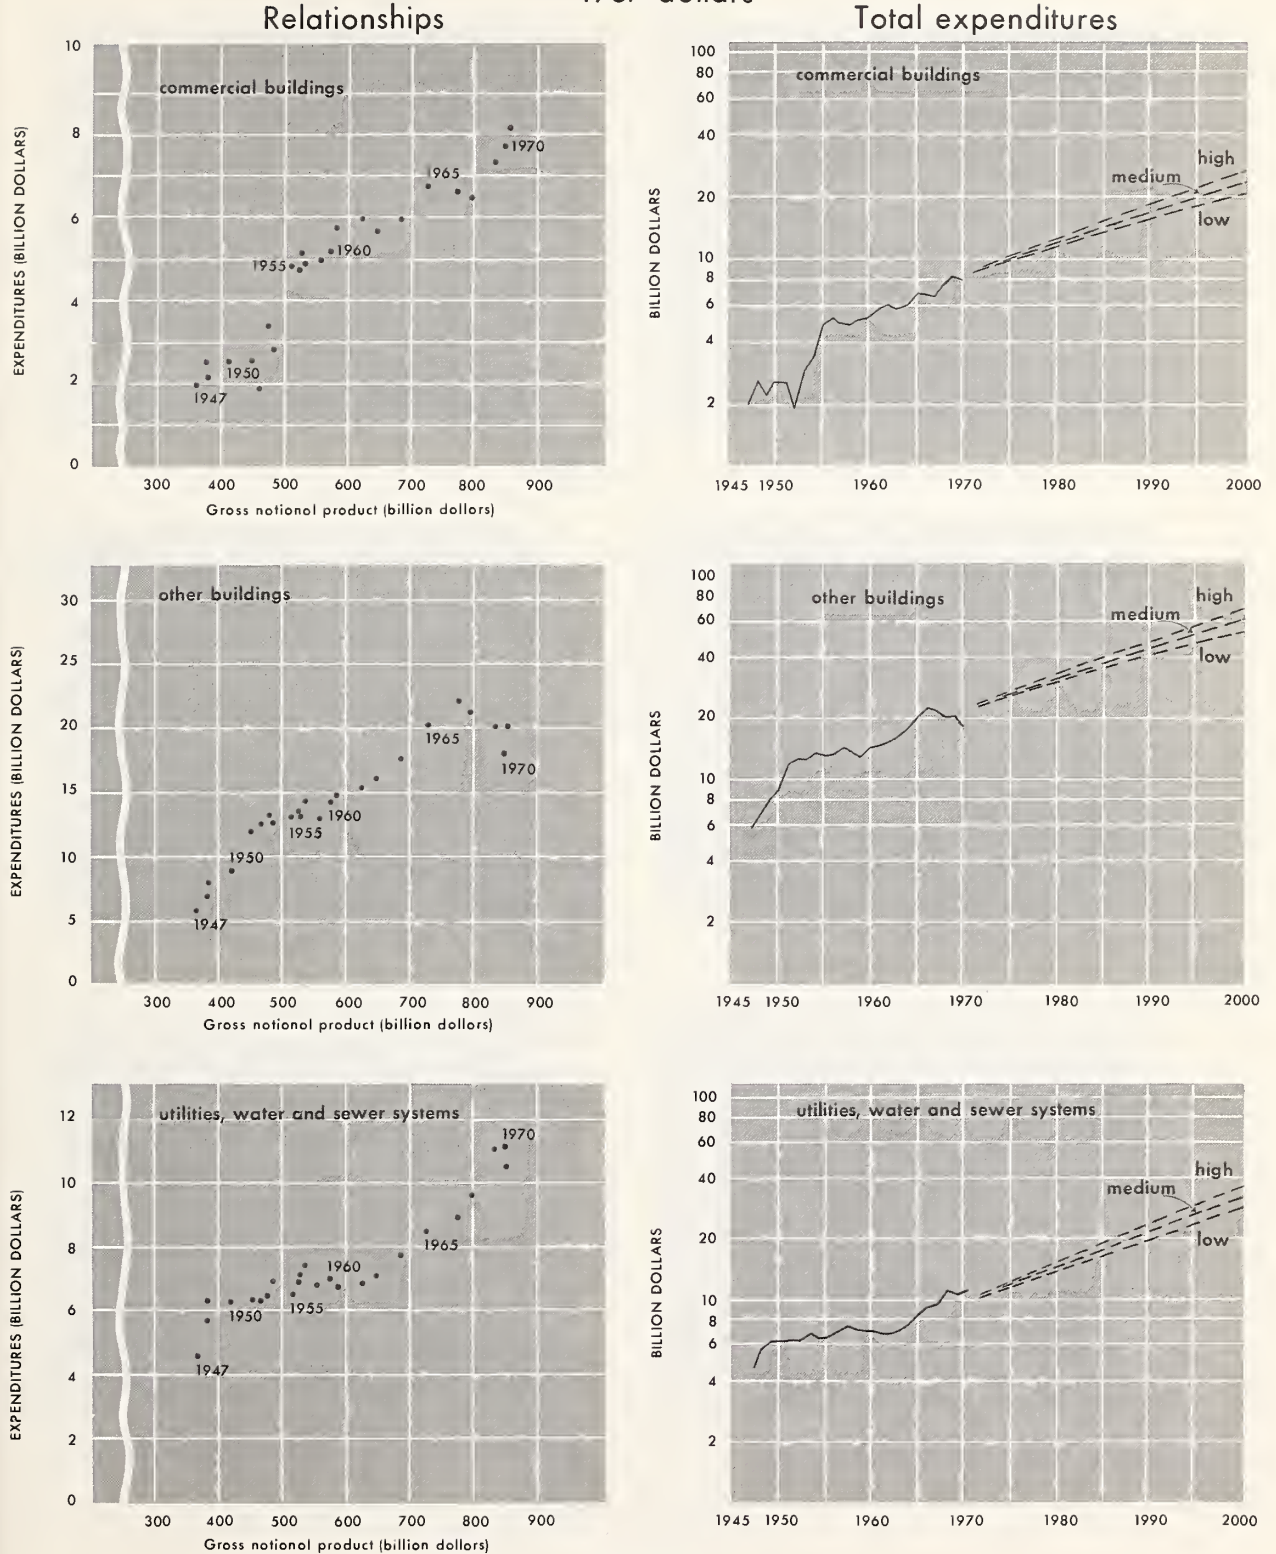 dollars
Relationships
Total expenditures
EXPENDITURES (BILLION DOLLARS)
10
8
6
4
2
0
commercial buildings
1947
1950
1955
1960
1965
1970
300 400 500 600 700 800 900
Gross notionol product (billion dollors)
BILLION DOLLARS
100
80
60
40
20
10
8
6
4
2
commercial buildings
high
medium
low
1945 1950 1960 1970 1980 1990 2000
EXPENDITURES (BILLION DOLLARS)
30
25
20
15
10
5
0
other buildings
1947
1950
1955
1960
1965
1970
300 400 500 600 700 800 900
Gross notionol product (billion dollors)
BILLION DOLLARS
100
80
60
40
20
10
8
6
4
2
other buildings
high
medium
low
1945 1950 1960 1970 1980 1990 2000
EXPENDITURES (BILLION DOLLARS)
12
10
8
6
4
2
0
utilities, water and sewer systems
1947
1950
1955
1960
1965
1970
300 400 500 600 700 800 900
Gross notionol product (billion dollors)
BILLION DOLLARS
100
80
60
40
20
10
8
6
4
2
utilities, water and sewer systems
high
medium
low
1945 1950 1960 1970 1980 1990 2000